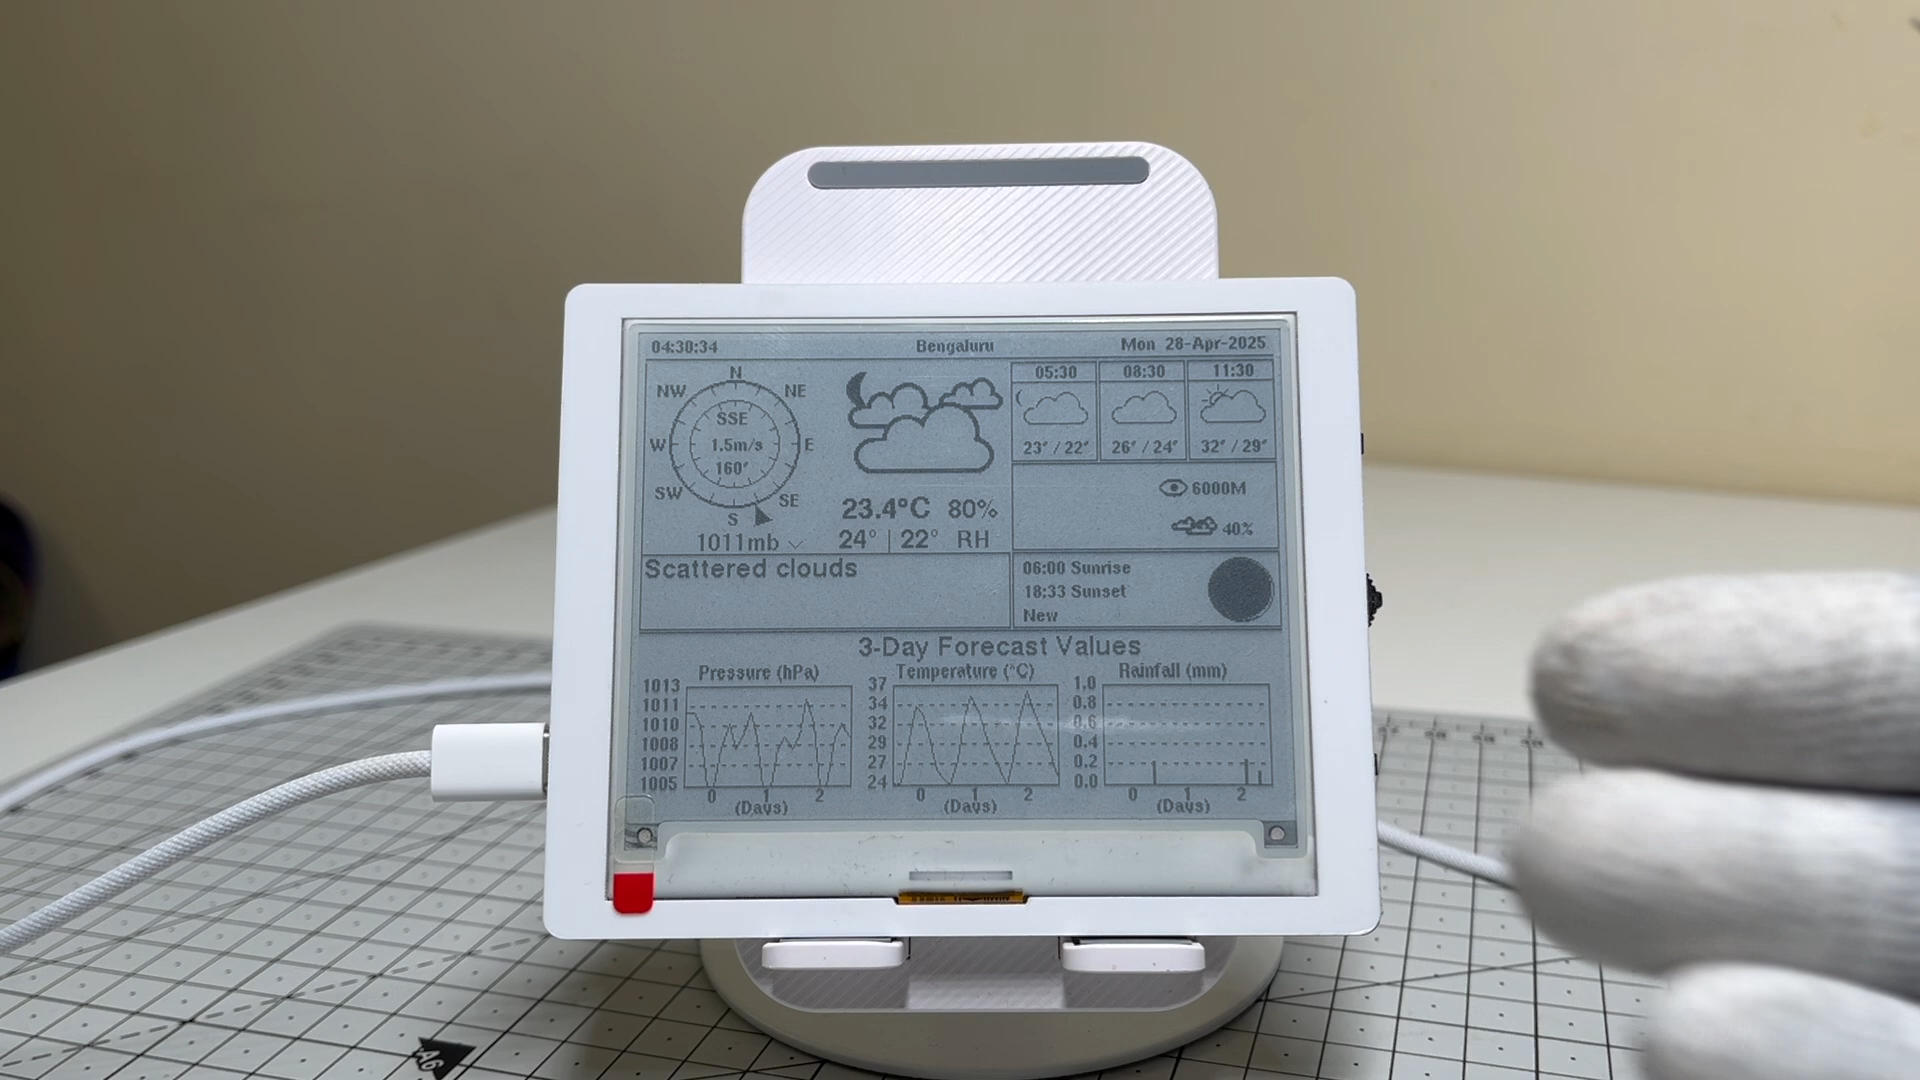 04:30:34 Bengaluru Mon 28-Apr-2025
N
NW NE
SSE
W 1.5m/s E
160°
SW SE
S
1011mb
23.4°C 80%
24° | 22° RH
05:30 08:30 11:30
23° / 22° 26° / 24° 32° / 29°
6000M
40%
Scattered clouds
06:00 Sunrise
18:33 Sunset
New
3-Day Forecast Values
Pressure (hPa)
1013
1011
1010
1008
1007
1005
0 1 2
(Days)
Temperature (°C)
37
34
32
29
27
24
0 1 2
(Days)
Rainfall (mm)
1.0
0.8
0.6
0.4
0.2
0.0
0 1 2
(Days)
A6